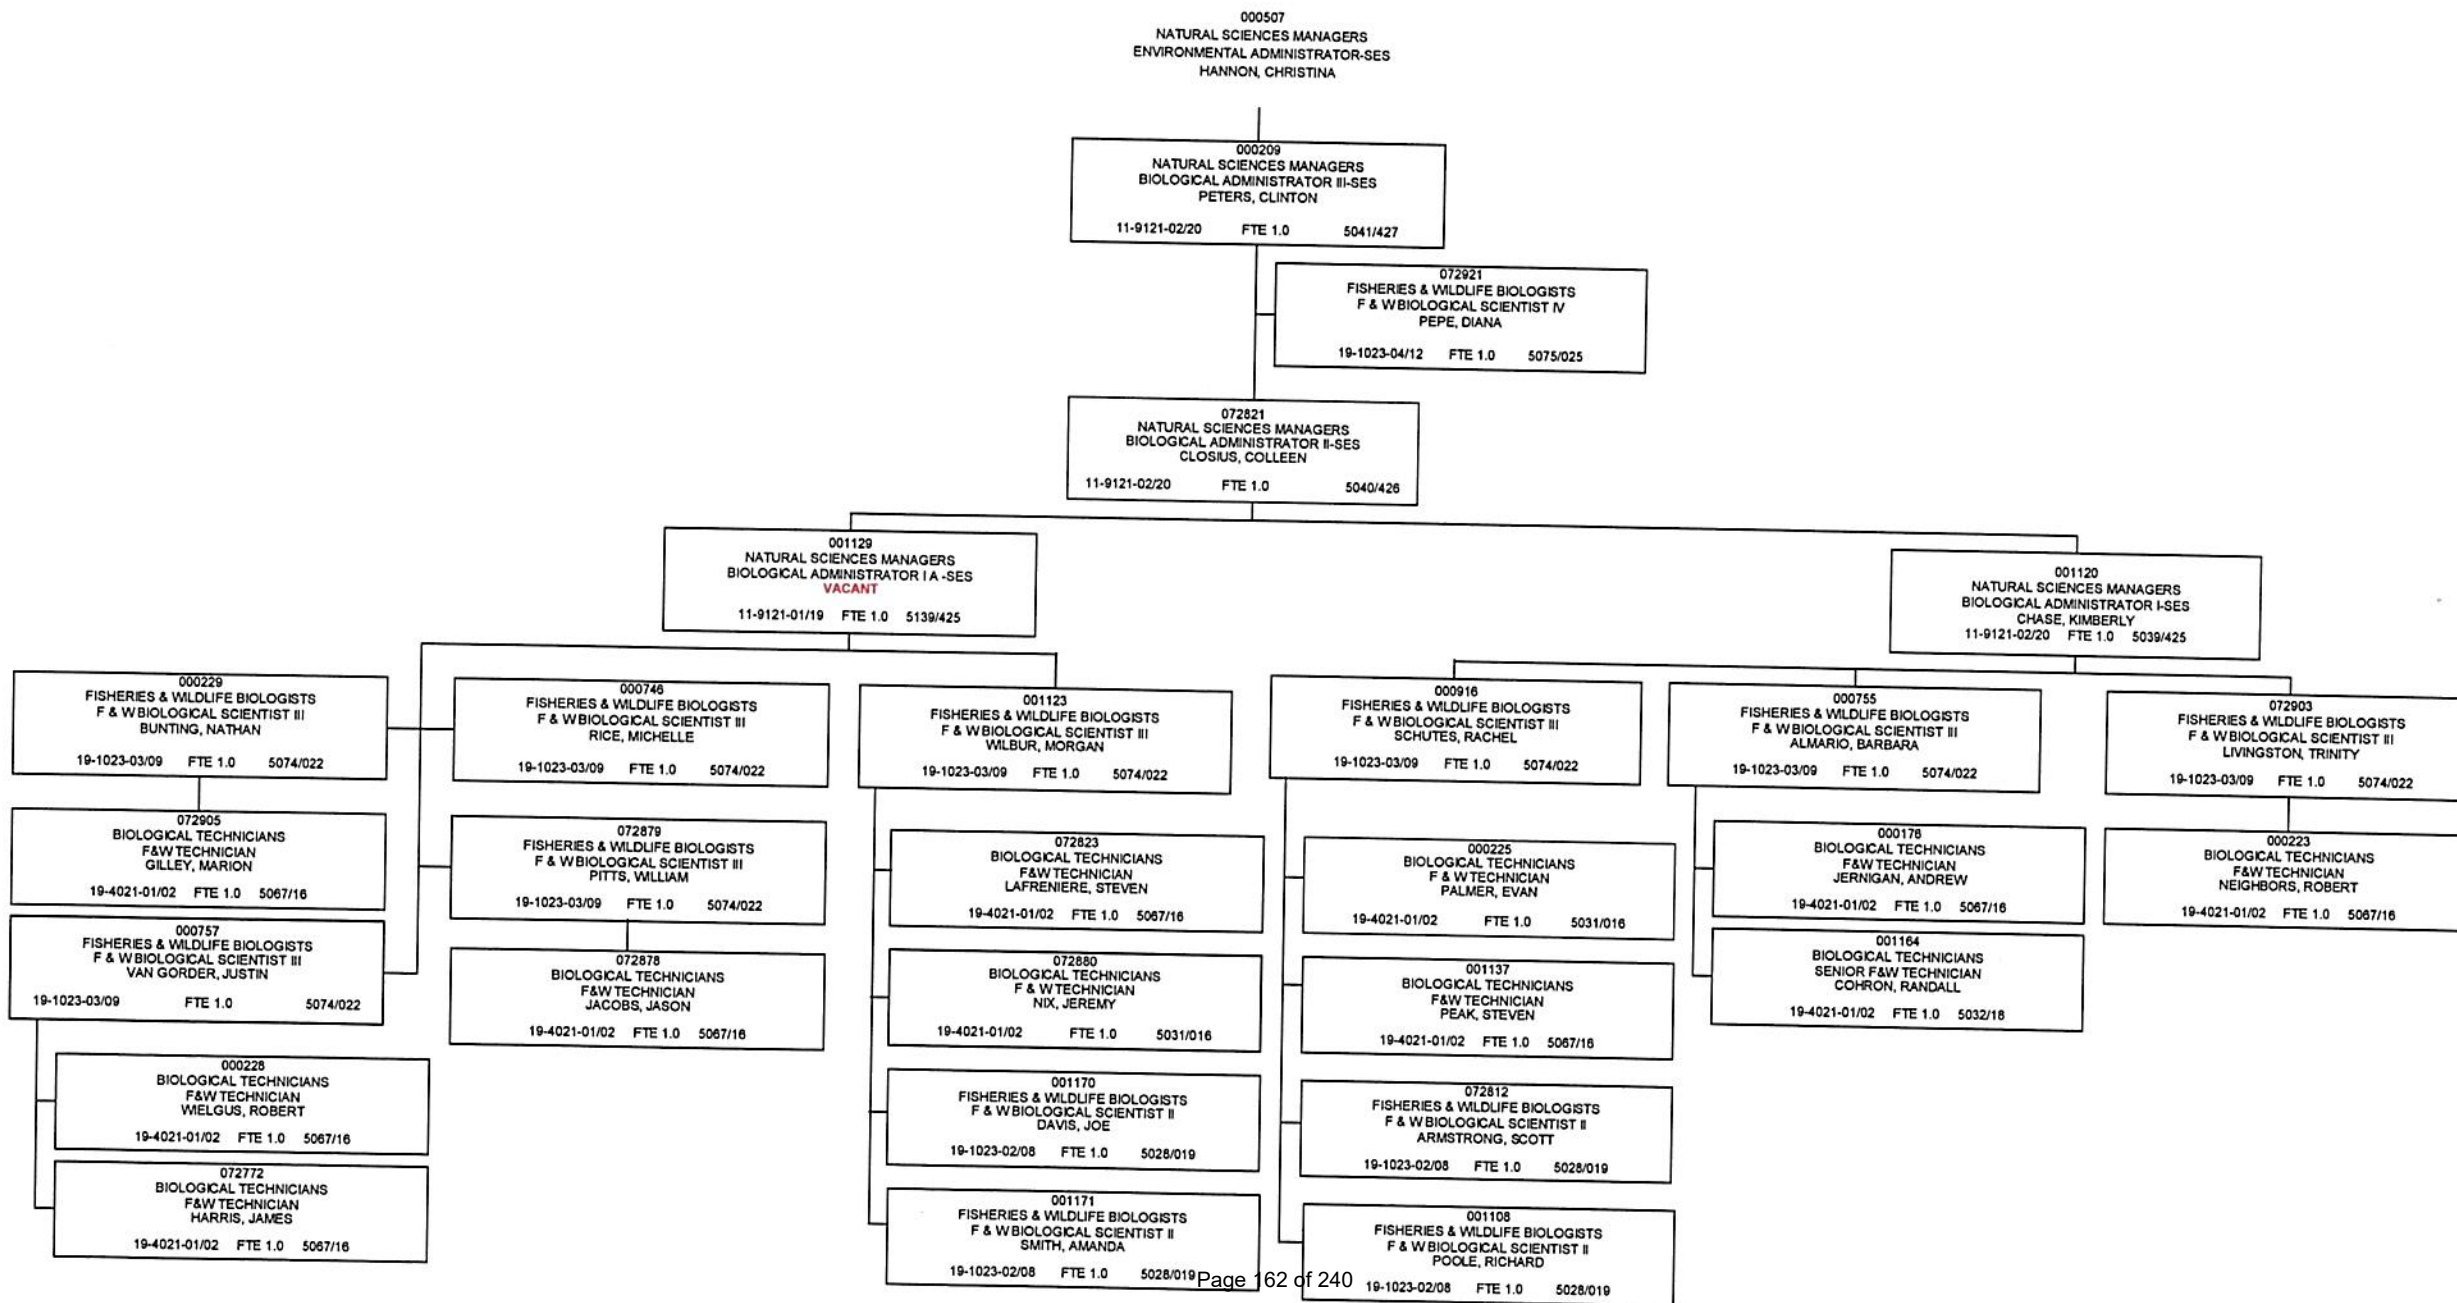 000507
NATURAL SCIENCES MANAGERS
ENVIRONMENTAL ADMINISTRATOR-SES
HANNON, CHRISTINA
000209
NATURAL SCIENCES MANAGERS
BIOLOGICAL ADMINISTRATOR III-SES
PETERS, CLINTON
11-9121-02/20 FTE 1.0 5041/427
072921
FISHERIES & WILDLIFE BIOLOGISTS
F & W BIOLOGICAL SCIENTIST IV
PEPE, DIANA
19-1023-04/12 FTE 1.0 5075/025
072821
NATURAL SCIENCES MANAGERS
BIOLOGICAL ADMINISTRATOR II-SES
CLOSIUS, COLLEEN
11-9121-02/20 FTE 1.0 5040/426
001129
NATURAL SCIENCES MANAGERS
BIOLOGICAL ADMINISTRATOR I A -SES
VACANT
11-9121-01/19 FTE 1.0 5139/425
001120
NATURAL SCIENCES MANAGERS
BIOLOGICAL ADMINISTRATOR I-SES
CHASE, KIMBERLY
11-9121-02/20 FTE 1.0 5039/425
000229
FISHERIES & WILDLIFE BIOLOGISTS
F & W BIOLOGICAL SCIENTIST III
BUNTING, NATHAN
19-1023-03/09 FTE 1.0 5074/022
000746
FISHERIES & WILDLIFE BIOLOGISTS
F & W BIOLOGICAL SCIENTIST III
RICE, MICHELLE
19-1023-03/09 FTE 1.0 5074/022
001123
FISHERIES & WILDLIFE BIOLOGISTS
F & W BIOLOGICAL SCIENTIST III
WILBUR, MORGAN
19-1023-03/09 FTE 1.0 5074/022
000916
FISHERIES & WILDLIFE BIOLOGISTS
F & W BIOLOGICAL SCIENTIST III
SCHUTES, RACHEL
19-1023-03/09 FTE 1.0 5074/022
000755
FISHERIES & WILDLIFE BIOLOGISTS
F & W BIOLOGICAL SCIENTIST III
ALMARIO, BARBARA
19-1023-03/09 FTE 1.0 5074/022
072903
FISHERIES & WILDLIFE BIOLOGISTS
F & W BIOLOGICAL SCIENTIST III
LIVINGSTON, TRINITY
19-1023-03/09 FTE 1.0 5074/022
072905
BIOLOGICAL TECHNICIANS
F&W TECHNICIAN
GILLEY, MARION
19-4021-01/02 FTE 1.0 5067/16
072879
FISHERIES & WILDLIFE BIOLOGISTS
F & W BIOLOGICAL SCIENTIST III
PITTS, WILLIAM
19-1023-03/09 FTE 1.0 5074/022
072823
BIOLOGICAL TECHNICIANS
F&W TECHNICIAN
LAFRENIERE, STEVEN
19-4021-01/02 FTE 1.0 5067/16
000225
BIOLOGICAL TECHNICIANS
F & W TECHNICIAN
PALMER, EVAN
19-4021-01/02 FTE 1.0 5031/016
000176
BIOLOGICAL TECHNICIANS
F&W TECHNICIAN
JERNIGAN, ANDREW
19-4021-01/02 FTE 1.0 5067/16
000223
BIOLOGICAL TECHNICIANS
F&W TECHNICIAN
NEIGHBORS, ROBERT
19-4021-01/02 FTE 1.0 5067/16
000757
FISHERIES & WILDLIFE BIOLOGISTS
F & W BIOLOGICAL SCIENTIST III
VAN GORDER, JUSTIN
19-1023-03/09 FTE 1.0 5074/022
072878
BIOLOGICAL TECHNICIANS
F&W TECHNICIAN
JACOBS, JASON
19-4021-01/02 FTE 1.0 5067/16
072880
BIOLOGICAL TECHNICIANS
F & W TECHNICIAN
NIX, JEREMY
19-4021-01/02 FTE 1.0 5031/016
001137
BIOLOGICAL TECHNICIANS
F&W TECHNICIAN
PEAK, STEVEN
19-4021-01/02 FTE 1.0 5067/16
001164
BIOLOGICAL TECHNICIANS
SENIOR F&W TECHNICIAN
COHRON, RANDALL
19-4021-01/02 FTE 1.0 5032/18
000228
BIOLOGICAL TECHNICIANS
F&W TECHNICIAN
WIELGUS, ROBERT
19-4021-01/02 FTE 1.0 5067/16
001170
FISHERIES & WILDLIFE BIOLOGISTS
F & W BIOLOGICAL SCIENTIST II
DAVIS, JOE
19-1023-02/08 FTE 1.0 5028/019
072812
FISHERIES & WILDLIFE BIOLOGISTS
F & W BIOLOGICAL SCIENTIST II
ARMSTRONG, SCOTT
19-1023-02/08 FTE 1.0 5028/019
072772
BIOLOGICAL TECHNICIANS
F&W TECHNICIAN
HARRIS, JAMES
19-4021-01/02 FTE 1.0 5067/16
001171
FISHERIES & WILDLIFE BIOLOGISTS
F & W BIOLOGICAL SCIENTIST II
SMITH, AMANDA
19-1023-02/08 FTE 1.0 5028/019
001108
FISHERIES & WILDLIFE BIOLOGISTS
F & W BIOLOGICAL SCIENTIST II
POOLE, RICHARD
19-1023-02/08 FTE 1.0 5028/019
Page 162 of 240